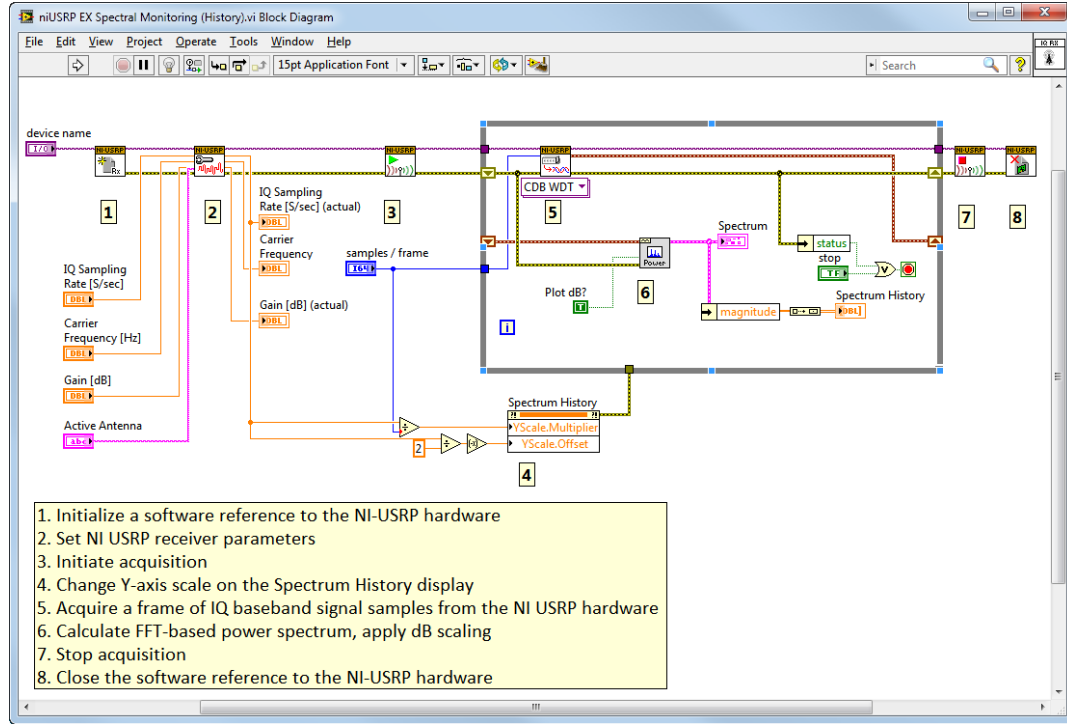 niUSRP EX Spectral Monitoring (History).vi Block Diagram
File Edit View Project Operate Tools Window Help
15pt Application Font
Search
IQ RX
device name
I/O
NI-USRP
Rx
NI-USRP
NI-USRP
NI-USRP
NI-USRP
NI-USRP
CDB WDT
1
2
3
5
7
8
IQ Sampling
Rate [S/sec] (actual)
DBL
Carrier
Frequency
DBL
samples / frame
I64
Gain [dB] (actual)
DBL
IQ Sampling
Rate [S/sec]
DBL
Carrier
Frequency [Hz]
DBL
Gain [dB]
DBL
Active Antenna
abc
Spectrum
Power
6
Plot dB?
T
status
stop
TF
Spectrum History
magnitude
DBL
i
Spectrum History
YScale.Multiplier
YScale.Offset
2
4
1. Initialize a software reference to the NI-USRP hardware
2. Set NI USRP receiver parameters
3. Initiate acquisition
4. Change Y-axis scale on the Spectrum History display
5. Acquire a frame of IQ baseband signal samples from the NI USRP hardware
6. Calculate FFT-based power spectrum, apply dB scaling
7. Stop acquisition
8. Close the software reference to the NI-USRP hardware